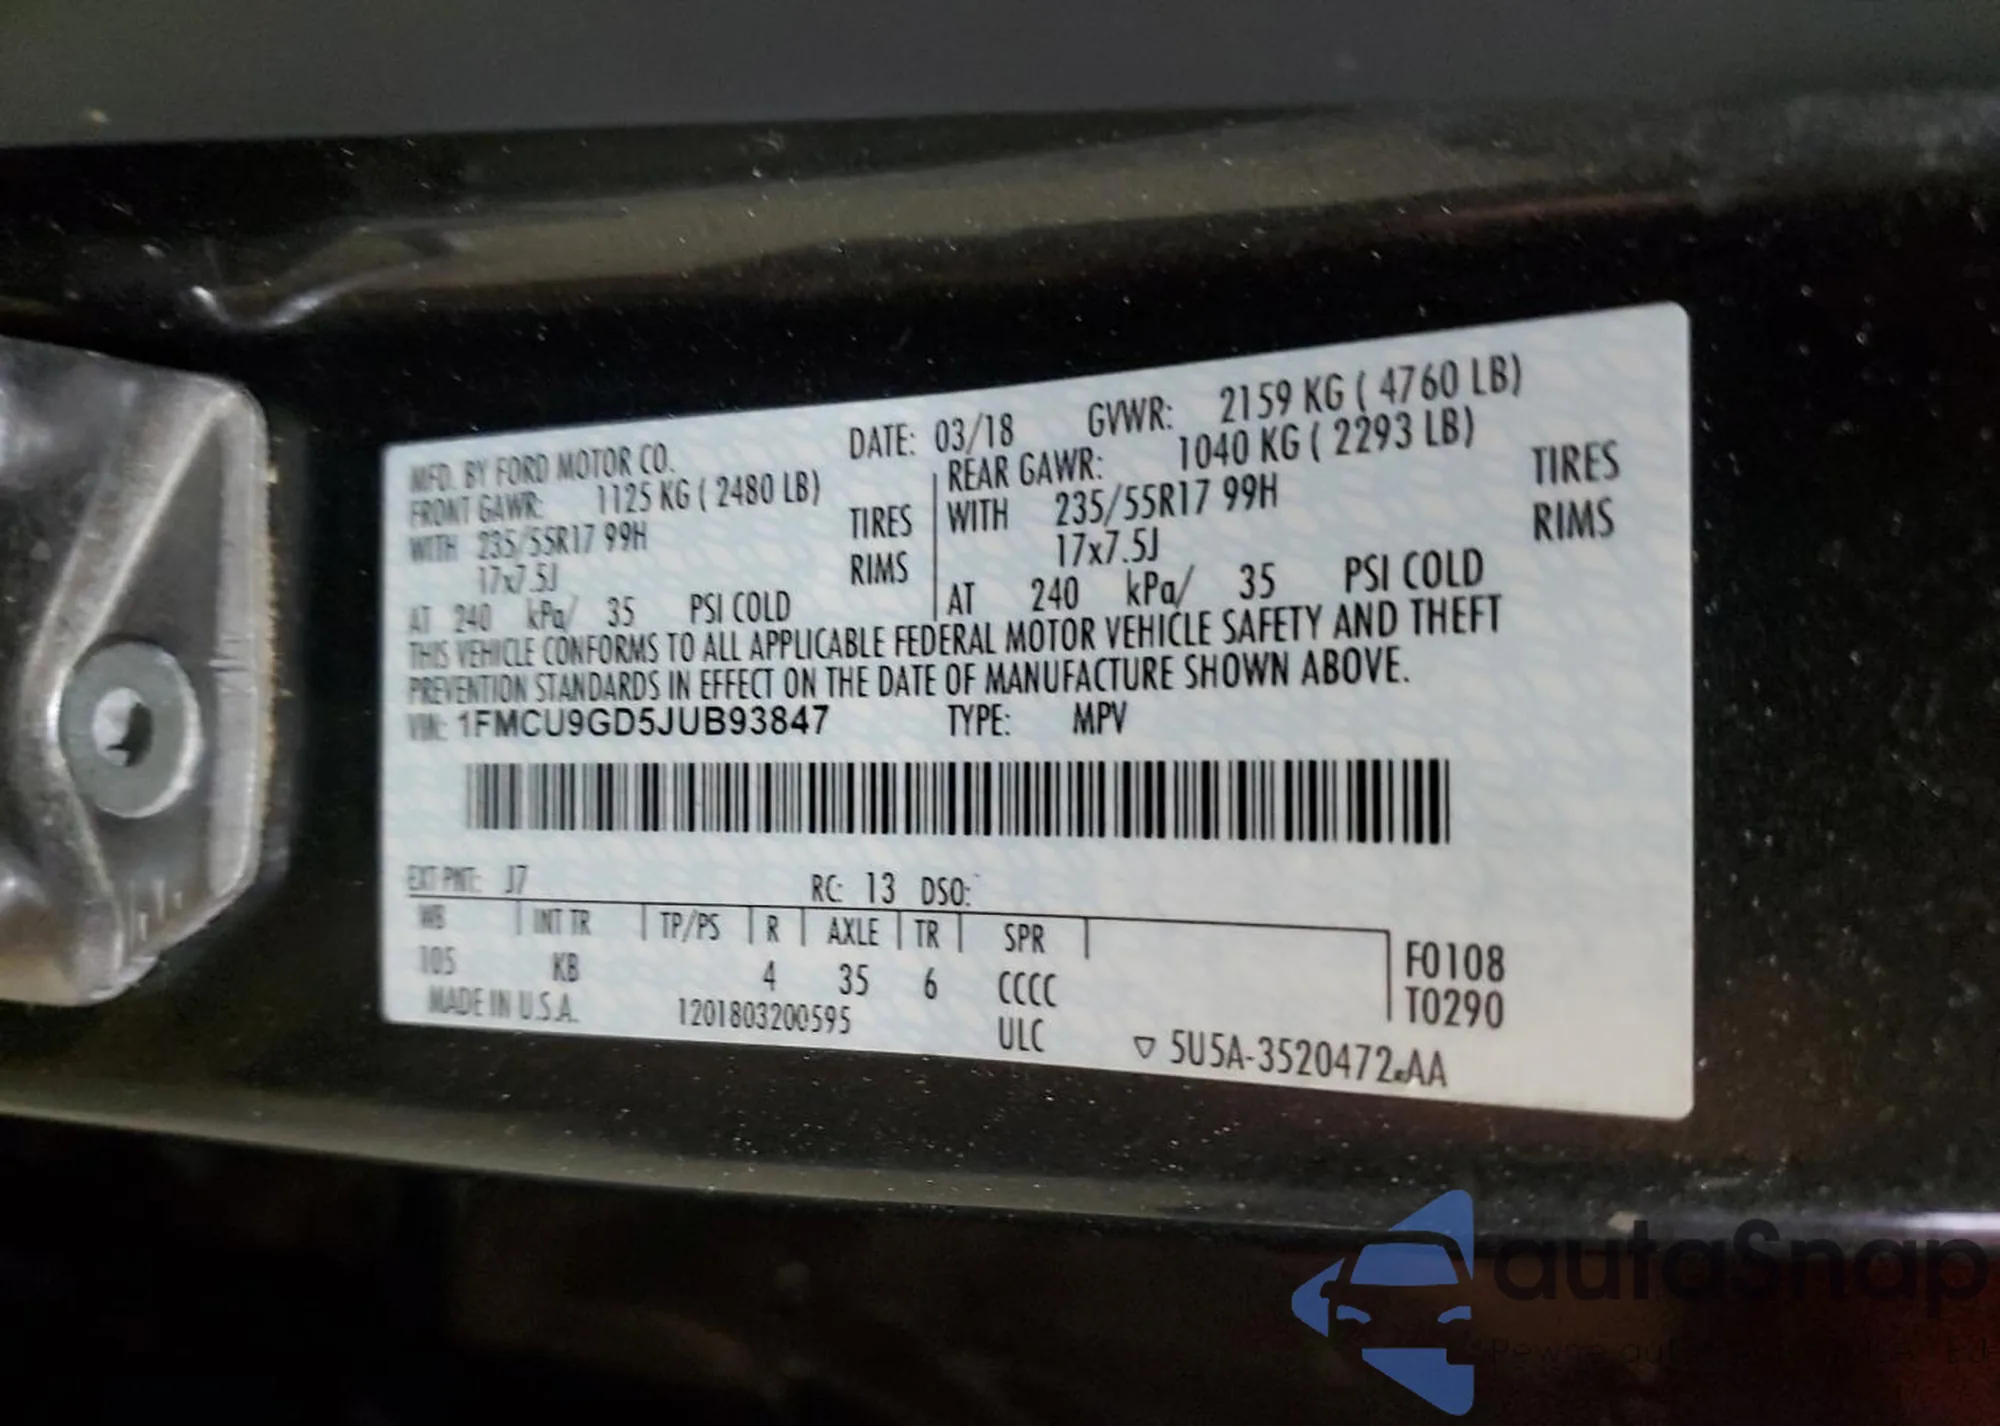 MFD. BY FORD MOTOR CO. DATE: 03/18 GVWR: 2159 KG ( 4760 LB)
FRONT GAWR: 1125 KG ( 2480 LB) REAR GAWR: 1040 KG ( 2293 LB)
WITH 235/55R17 99H TIRES WITH 235/55R17 99H TIRES
17x7.5J RIMS 17x7.5J RIMS
AT 240 kPa/ 35 PSI COLD AT 240 kPa/ 35 PSI COLD
THIS VEHICLE CONFORMS TO ALL APPLICABLE FEDERAL MOTOR VEHICLE SAFETY AND THEFT
PREVENTION STANDARDS IN EFFECT ON THE DATE OF MANUFACTURE SHOWN ABOVE.
VIN: 1FMCU9GD5JUB93847 TYPE: MPV
EXT PNT: J7 RC: 13 DSO:
WB INT TR TP/PS R AXLE TR SPR
105 KB 4 35 6 CCCC F0108
MADE IN U.S.A. 1201803200595 ULC T0290
▽ 5U5A-3520472-AA
autaSnap